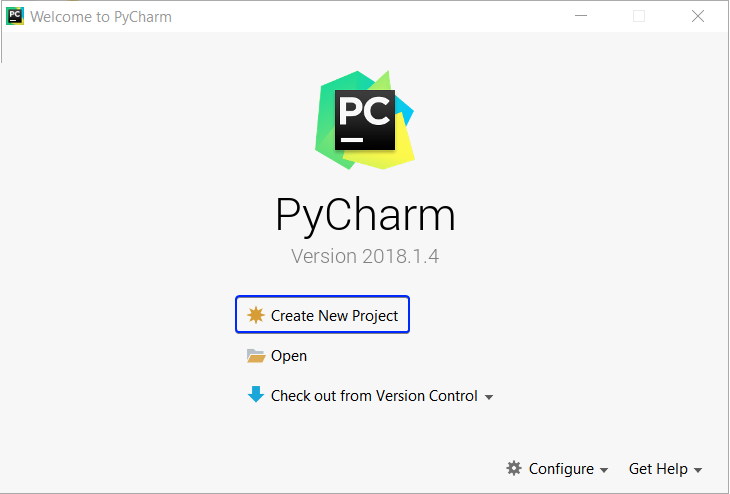 Welcome to PyCharm
PC
PyCharm
Version 2018.1.4
Create New Project
Open
Check out from Version Control
Configure
Get Help